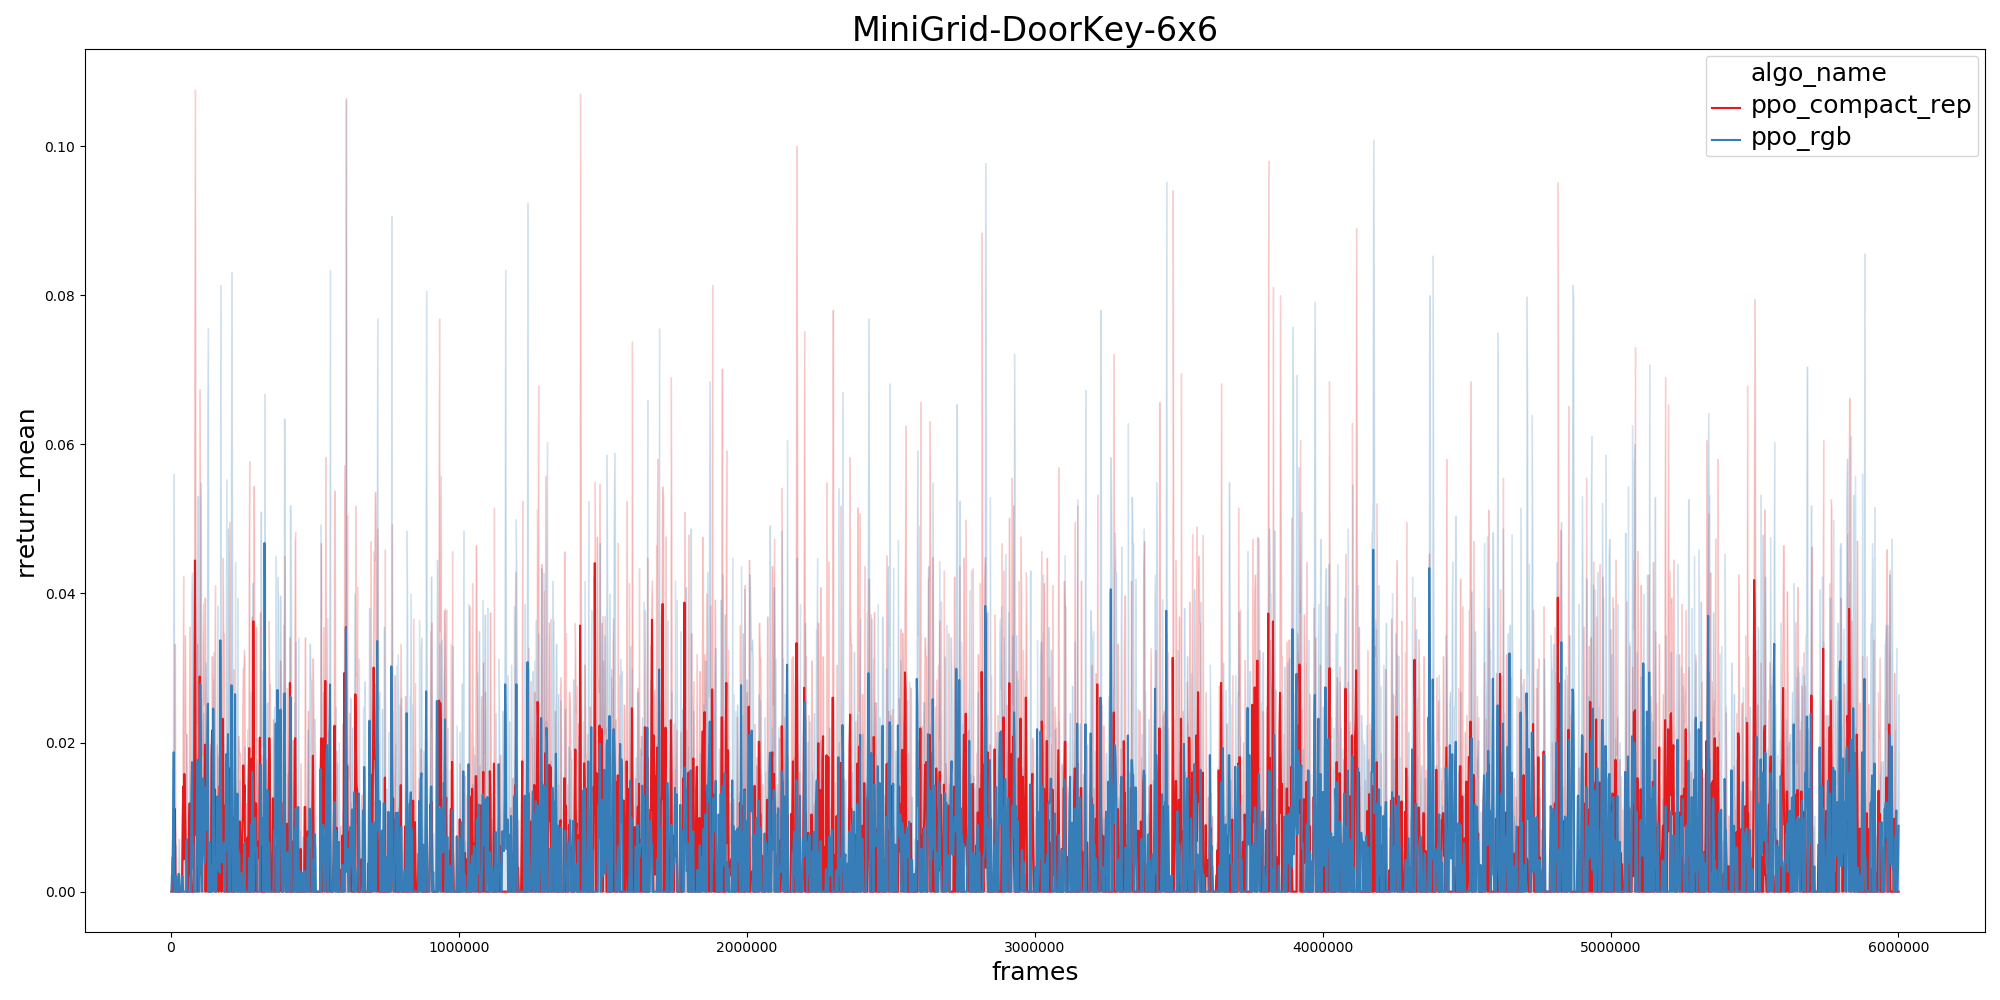 MiniGrid-DoorKey-6x6
algo_name
ppo_compact_rep
ppo_rgb
rreturn_mean
0.10
0.08
0.06
0.04
0.02
0.00
0
1000000
2000000
3000000
4000000
5000000
6000000
frames